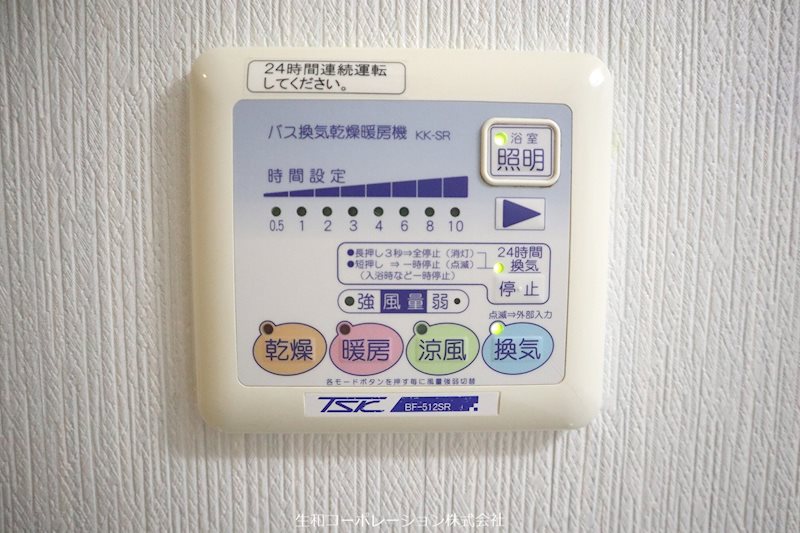 24時間連続運転
してください。
バス換気乾燥暖房機 KK-SR
浴室
照明
時間設定
0.5 1 2 3 4 6 8 10
●長押し3秒⇒全停止（消灯）
●短押し ⇒一時停止（点滅）
（入浴時など一時停止）
24時間
換気
停止
強 風量 弱
点滅⇒外部入力
乾燥 暖房 涼風 換気
各モードボタンを押す毎に風量強弱切替
TSK BF-512SR
生和コーポレーション株式会社